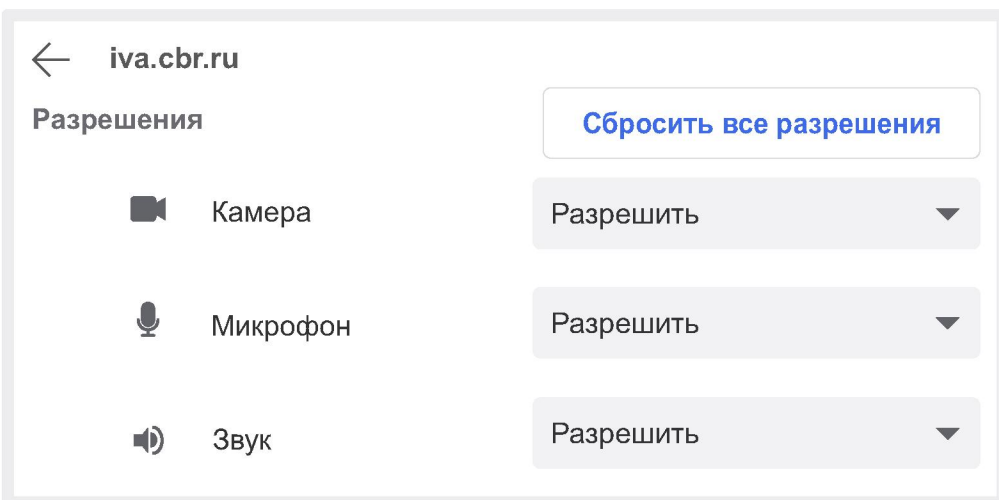 iva.cbr.ru
Разрешения
Сбросить все разрешения
Камера
Разрешить
Микрофон
Разрешить
Звук
Разрешить